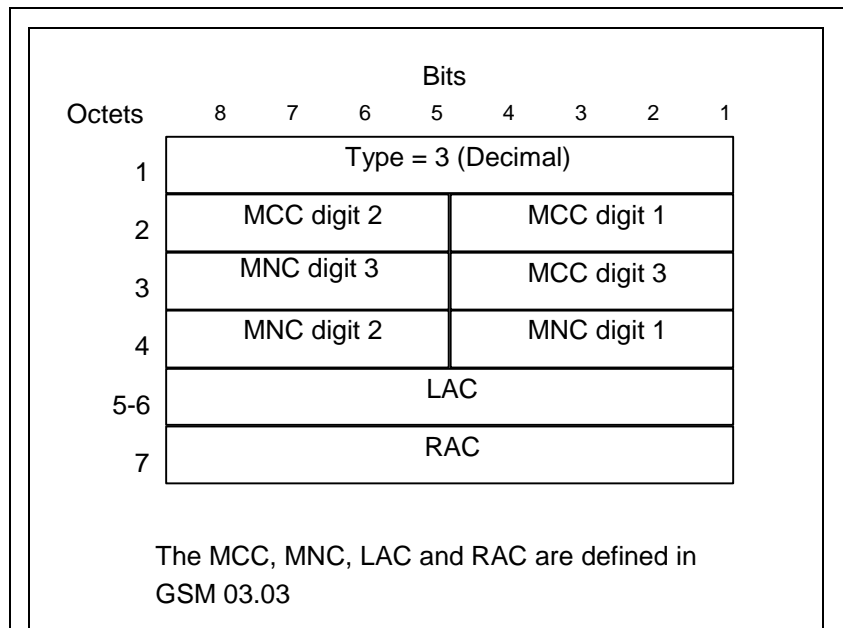 Bits
Octets 8 7 6 5 4 3 2 1
1 Type = 3 (Decimal)
2 MCC digit 2 MCC digit 1
3 MNC digit 3 MCC digit 3
4 MNC digit 2 MNC digit 1
5-6 LAC
7 RAC
The MCC, MNC, LAC and RAC are defined in
GSM 03.03